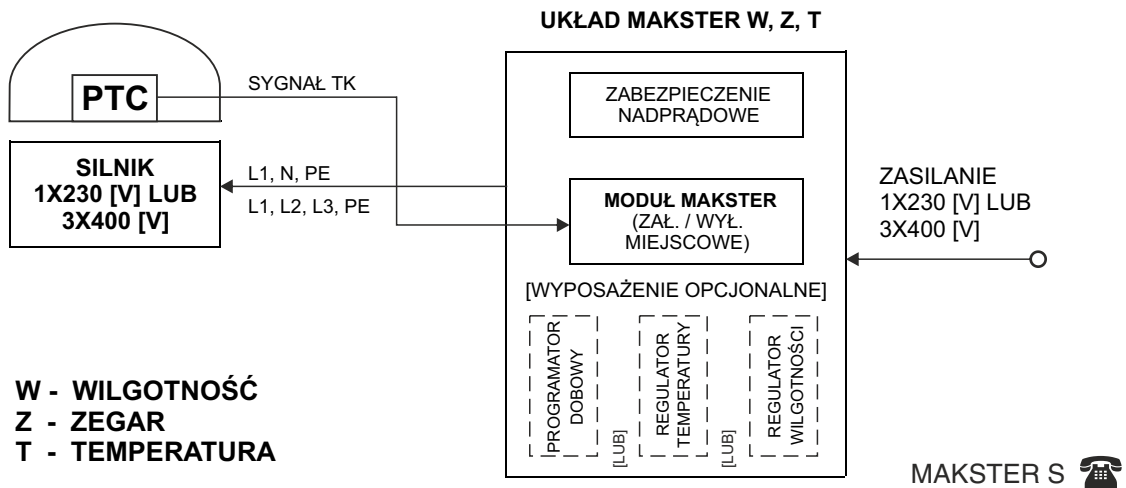 UKŁAD MAKSTER W, Z, T
PTC
SYGNAŁ TK
SILNIK
1X230 [V] LUB
3X400 [V]
L1, N, PE
L1, L2, L3, PE
ZABEZPIECZENIE
NADPRĄDOWE
MODUŁ MAKSTER
(ZAŁ. / WYŁ.
MIEJSCOWE)
ZASILANIE
1X230 [V] LUB
3X400 [V]
[WYPOSAŻENIE OPCJONALNE]
PROGRAMATOR
DOBOWY
[LUB]
REGULATOR
TEMPERATURY
[LUB]
REGULATOR
WILGOTNOŚCI
W - WILGOTNOŚĆ
Z - ZEGAR
T - TEMPERATURA
MAKSTER S